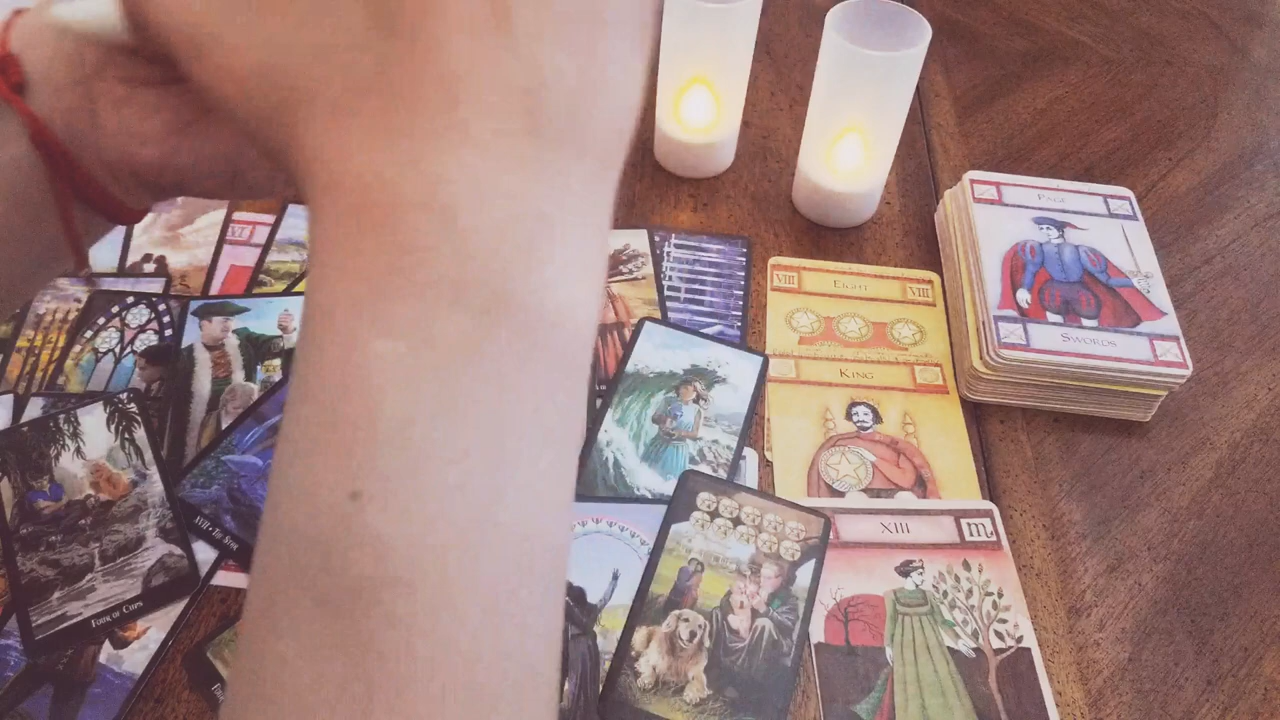 PAGE
SWORDS
VI
VIII EIGHT VIII
KING
XIII
XVII • THE STAR
FOUR OF CUPS